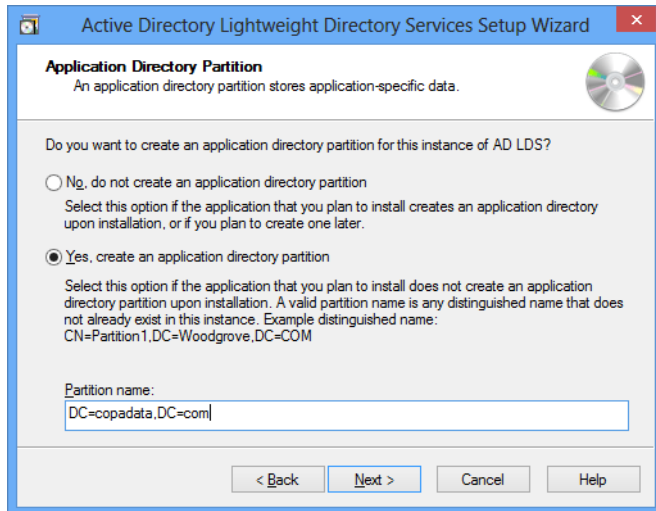 Active Directory Lightweight Directory Services Setup Wizard
Application Directory Partition
An application directory partition stores application-specific data.
Do you want to create an application directory partition for this instance of AD LDS?
No, do not create an application directory partition
Select this option if the application that you plan to install creates an application directory
upon installation, or if you plan to create one later.
Yes, create an application directory partition
Select this option if the application that you plan to install does not create an application
directory partition upon installation. A valid partition name is any distinguished name that does
not already exist in this instance. Example distinguished name:
CN=Partition1,DC=Woodgrove,DC=COM
Partition name:
DC=copadata,DC=com
< Back Next > Cancel Help